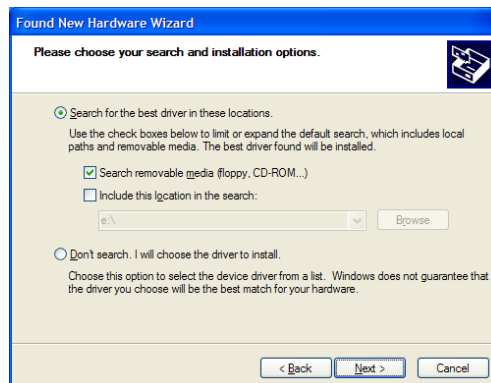 Found New Hardware Wizard
Please choose your search and installation options.
Search for the best driver in these locations.
Use the check boxes below to limit or expand the default search, which includes local
paths and removable media. The best driver found will be installed.
Search removable media (floppy, CD-ROM...)
Include this location in the search:
e:\
Browse
Don't search. I will choose the driver to install.
Choose this option to select the device driver from a list. Windows does not guarantee that
the driver you choose will be the best match for your hardware.
< Back Next > Cancel